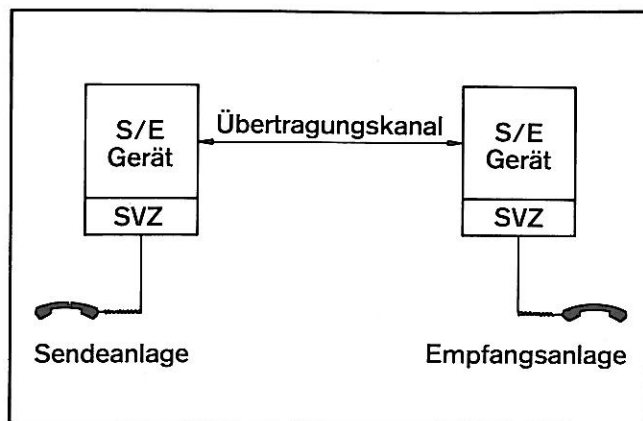 S/E
Gerät
SVZ
Übertragungskanal
S/E
Gerät
SVZ
Sendeanlage
Empfangsanlage